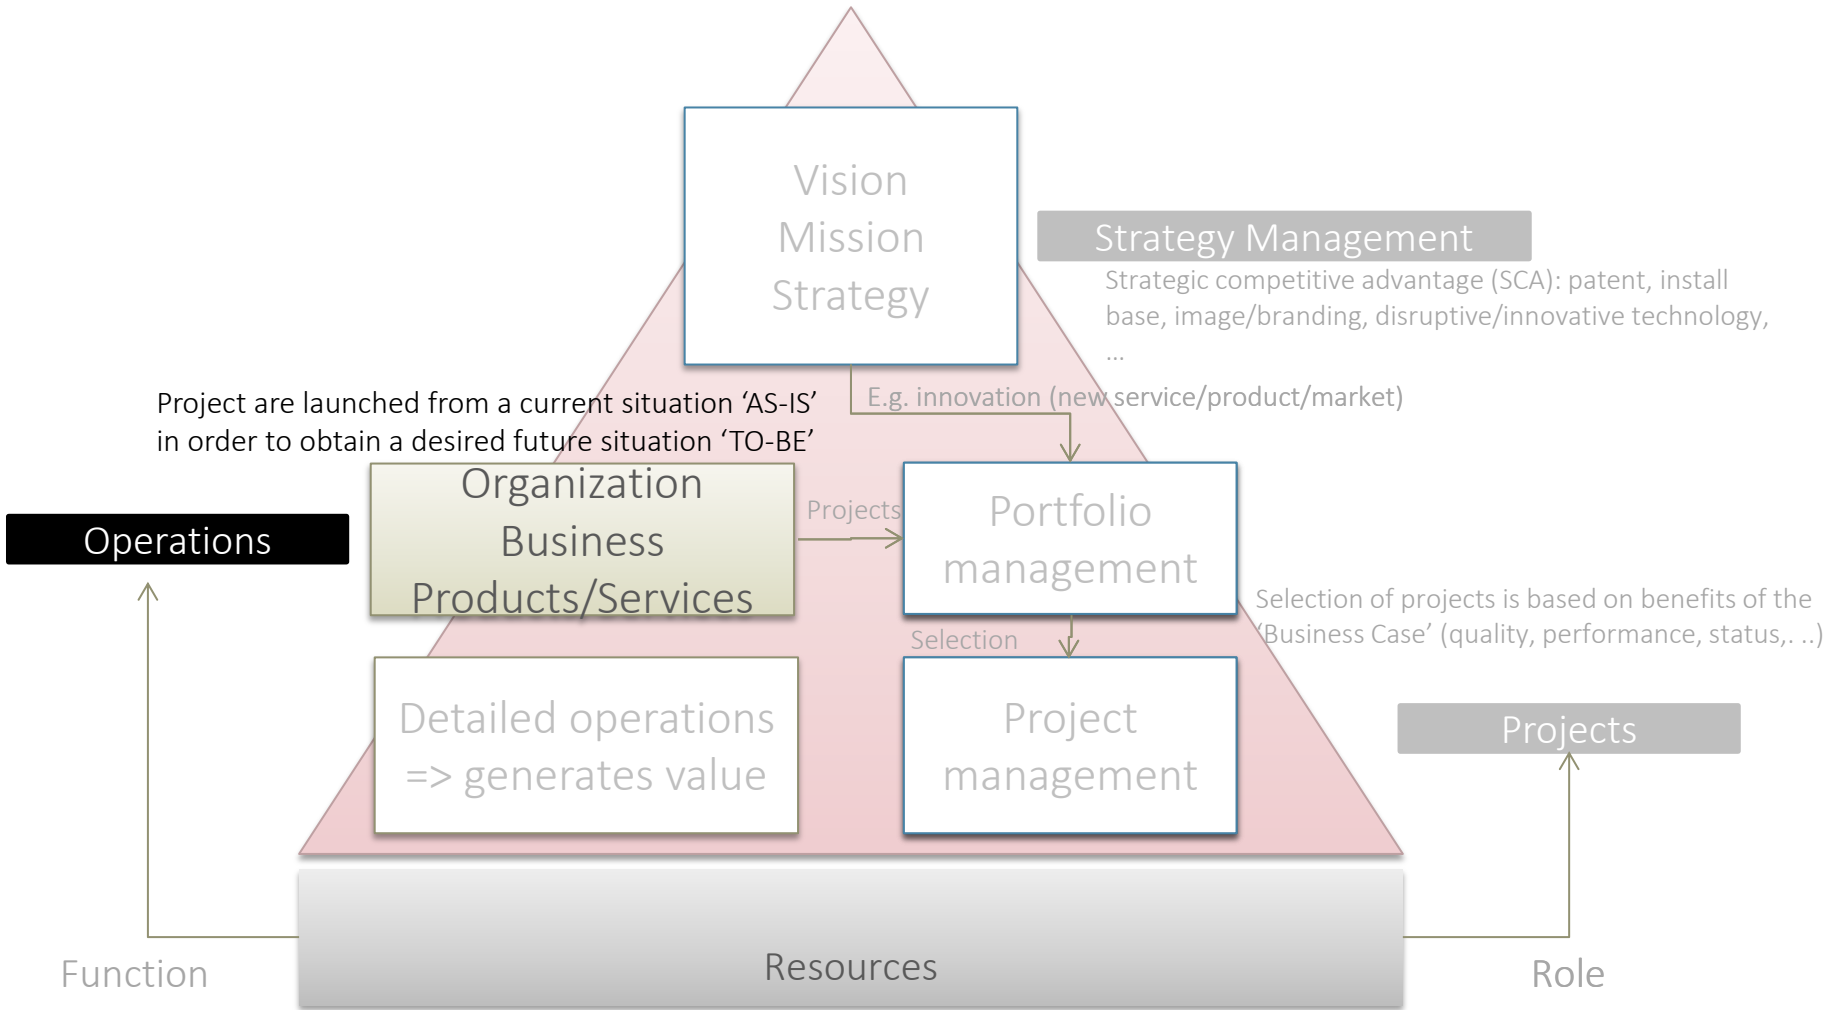 Vision
Mission
Strategy
Strategy Management
Strategic competitive advantage (SCA): patent, install
base, image/branding, disruptive/innovative technology,
...
E.g. innovation (new service/product/market)
Project are launched from a current situation ‘AS-IS’
in order to obtain a desired future situation ‘TO-BE’
Operations
Organization
Business
Products/Services
Projects
Portfolio
management
Selection of projects is based on benefits of the
‘Business Case’ (quality, performance, status,. ..)
Selection
Detailed operations
=> generates value
Project
management
Projects
Function
Resources
Role